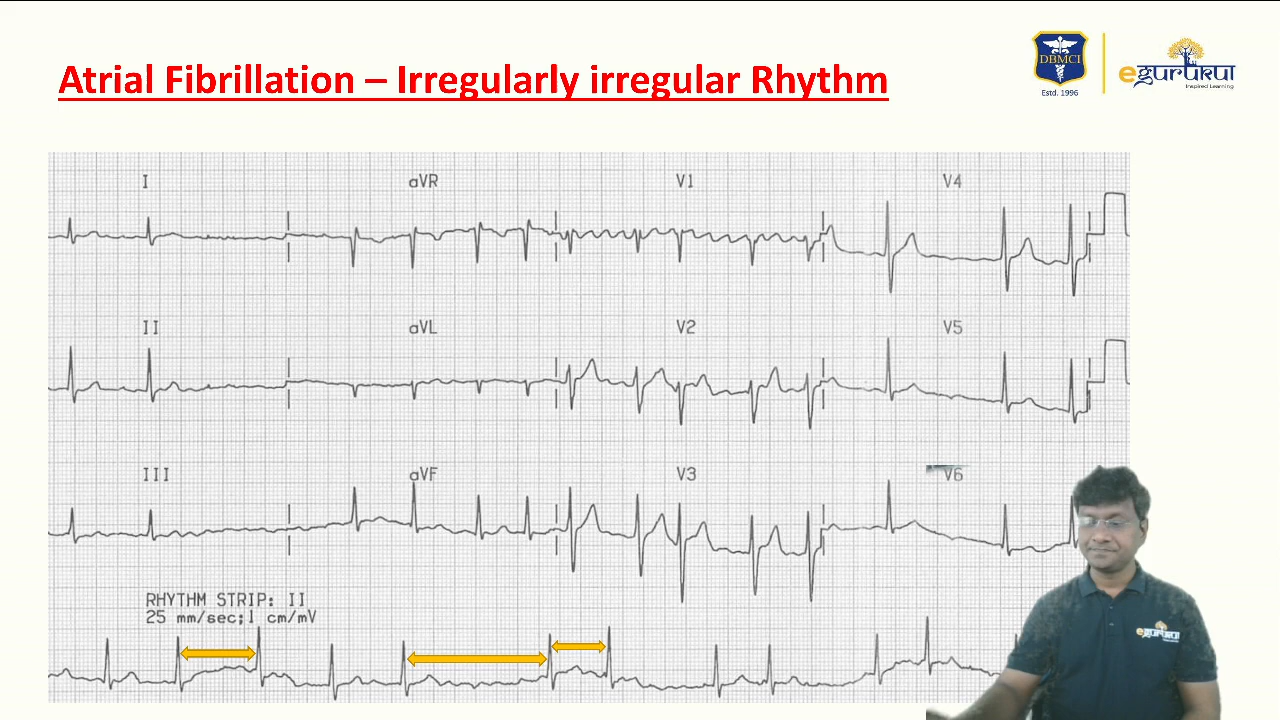 Atrial Fibrillation – Irregularly irregular Rhythm
DBMCI
Estd. 1996
egurukul
Inspired Learning
I aVR V1 V4
II aVL V2 V5
III aVF V3 V6
RHYTHM STRIP: II
25 mm/sec;1 cm/mV
egurukul